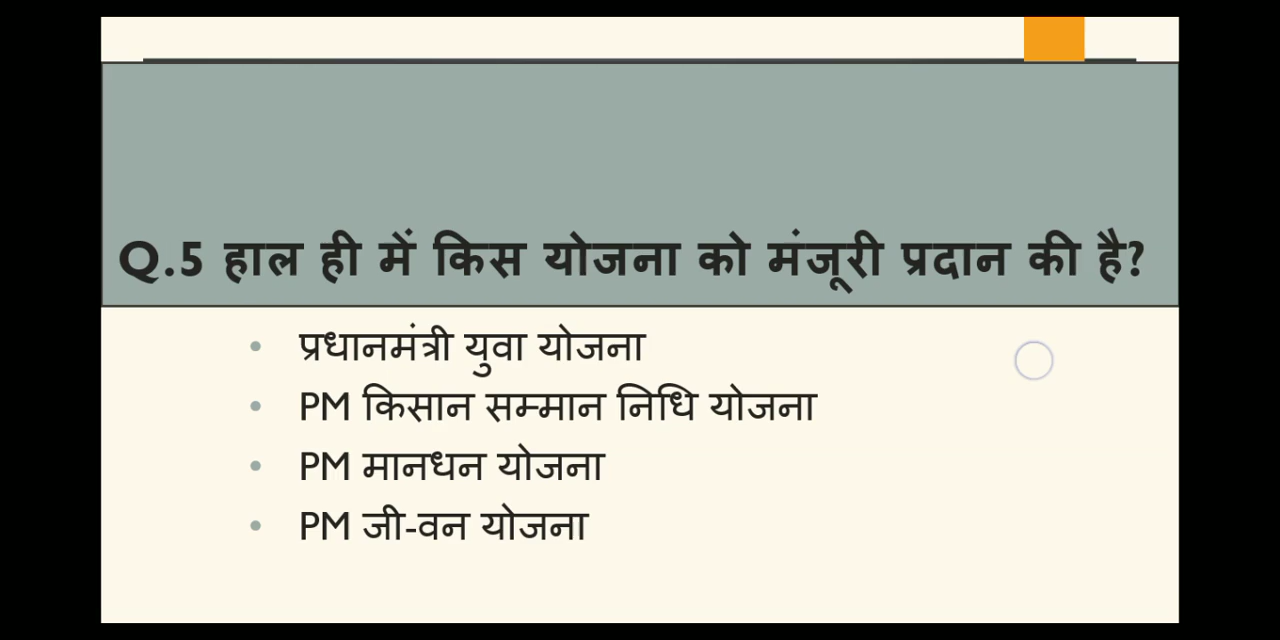 Q.5 हाल ही में किस योजना को मंजूरी प्रदान की है?
• प्रधानमंत्री युवा योजना
• PM किसान सम्मान निधि योजना
• PM मानधन योजना
• PM जी-वन योजना